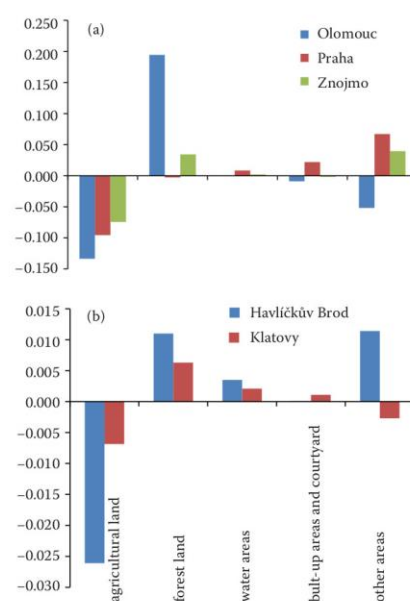 0.250
(a)
Olomouc
0.200
Praha
0.150
Znojmo
0.100
0.050
0.000
−0.050
−0.100
−0.150
0.015
(b)
Havlíčkův Brod
0.010
Klatovy
0.005
0.000
−0.005
−0.010
−0.015
−0.020
−0.025
−0.030
agricultural land
forest land
water areas
bult-up areas and courtyard
other areas